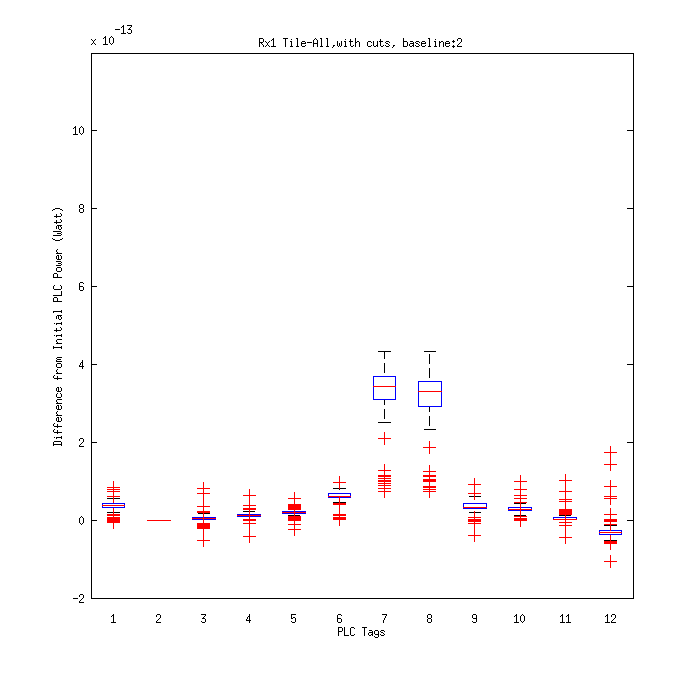 x 10
-13
Rx1 Tile-All,with cuts, baseline:2
10
8
6
4
2
0
-2
Difference from Initial PLC Power (Watt)
1 2 3 4 5 6 7 8 9 10 11 12
PLC Tags